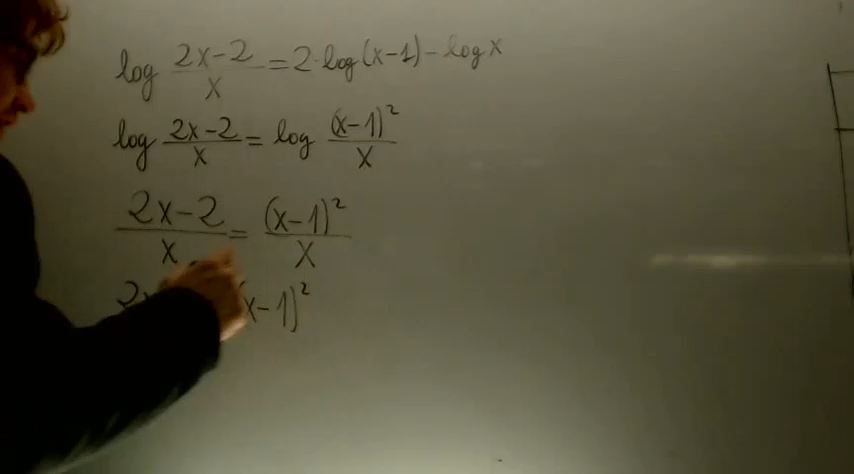 log (2x-2)/x = 2·log(x-1) - log x
log (2x-2)/x = log (x-1)²/x
(2x-2)/x = (x-1)²/x
2x (x-1)²